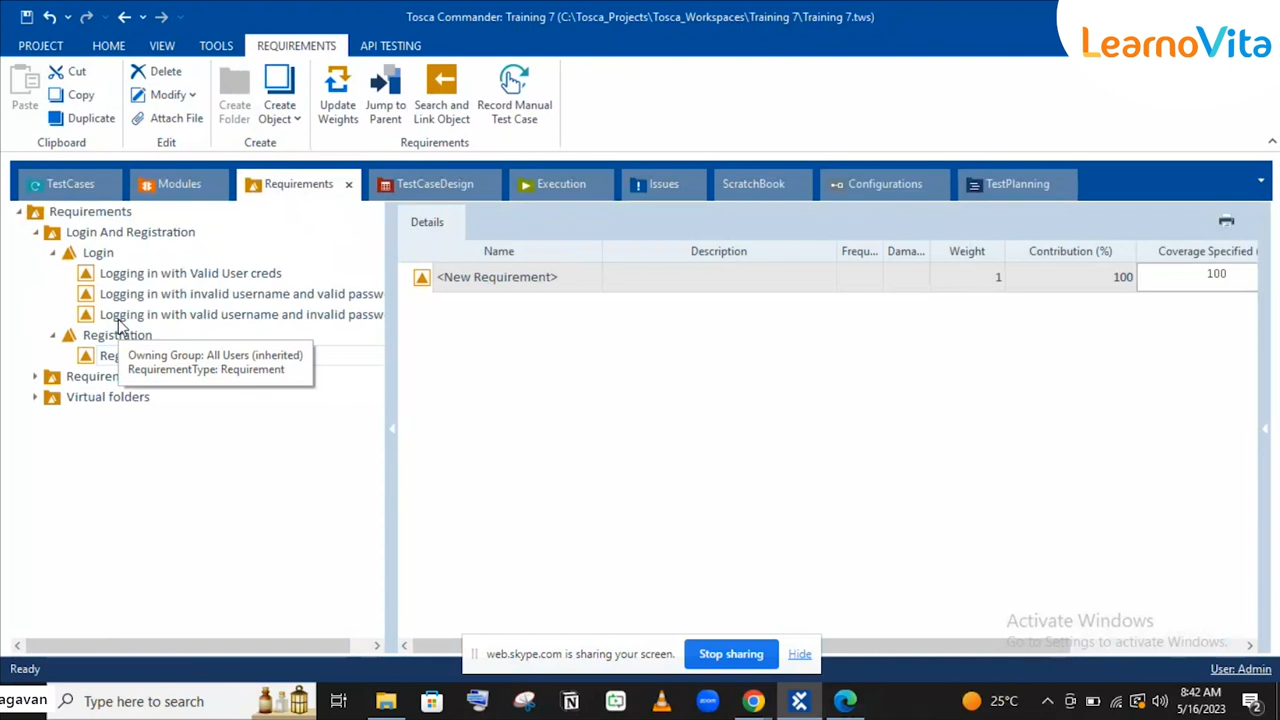 Tosca Commander: Training 7 (C:\Tosca_Projects\Tosca_Workspaces\Training 7\Training 7.tws)
LearnoVita
PROJECT HOME VIEW TOOLS REQUIREMENTS API TESTING
Paste
Cut
Copy
Duplicate
Clipboard
Delete
Modify
Attach File
Edit
Create Folder
Create Object
Create
Update Weights
Jump to Parent
Search and Link Object
Record Manual Test Case
Requirements
TestCases Modules Requirements TestCaseDesign Execution Issues ScratchBook Configurations TestPlanning
Requirements
Login And Registration
Login
Logging in with Valid User creds
Logging in with invalid username and valid passw
Logging in with valid username and invalid passw
Registration
Reg
Owning Group: All Users (inherited)
RequirementType: Requirement
Requirem
Virtual folders
Details
Name Description Frequ... Dama... Weight Contribution (%) Coverage Specified (
<New Requirement> 1 100 100
Activate Windows
Go to Settings to activate Windows.
web.skype.com is sharing your screen. Stop sharing Hide
Ready User: Admin
agavan Type here to search 25°C 8:42 AM
5/16/2023 2